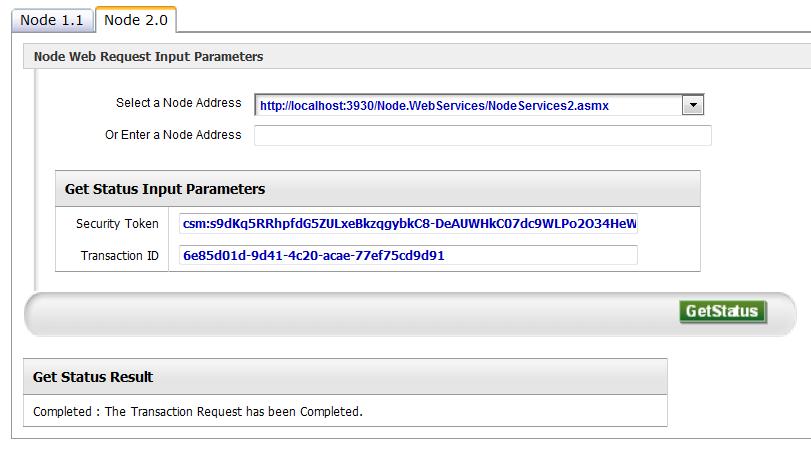 Node 1.1 Node 2.0
Node Web Request Input Parameters
Select a Node Address http://localhost:3930/Node.WebServices/NodeServices2.asmx
Or Enter a Node Address
Get Status Input Parameters
Security Token csm:s9dKq5RRhpfdG5ZULxeBkzqgybkC8-DeAUWHkC07dc9WLPo2O34HeW
Transaction ID 6e85d01d-9d41-4c20-acae-77ef75cd9d91
GetStatus
Get Status Result
Completed : The Transaction Request has been Completed.